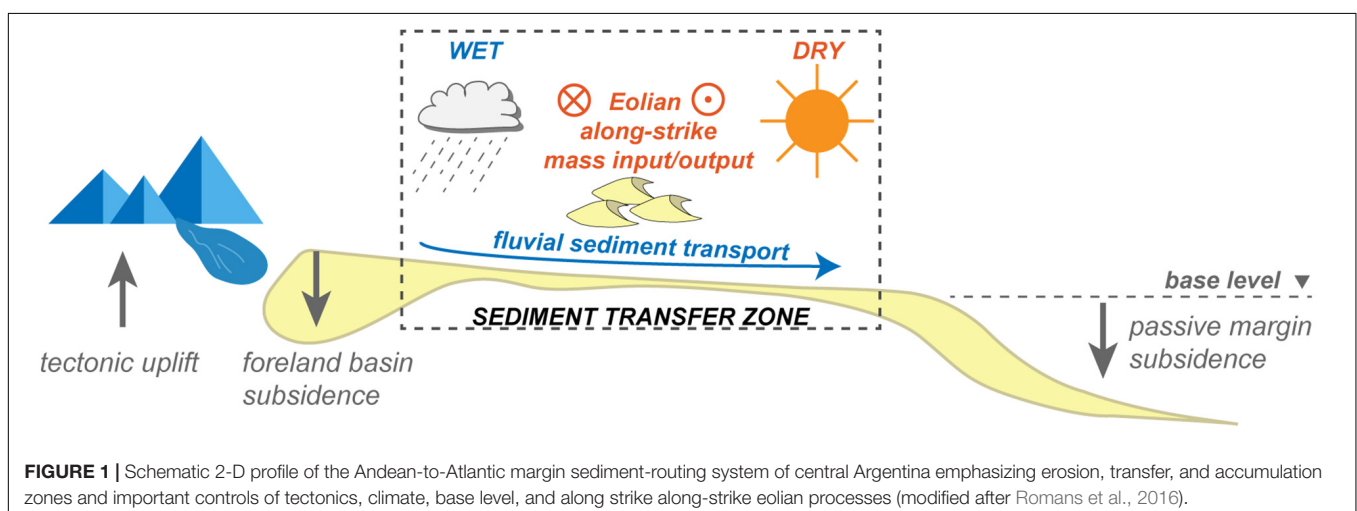 WET
DRY
Eolian
along-strike
mass input/output
fluvial sediment transport
SEDIMENT TRANSFER ZONE
base level
tectonic uplift
foreland basin
subsidence
passive margin
subsidence
FIGURE 1 | Schematic 2-D profile of the Andean-to-Atlantic margin sediment-routing system of central Argentina emphasizing erosion, transfer, and accumulation
zones and important controls of tectonics, climate, base level, and along strike along-strike eolian processes (modified after Romans et al., 2016).